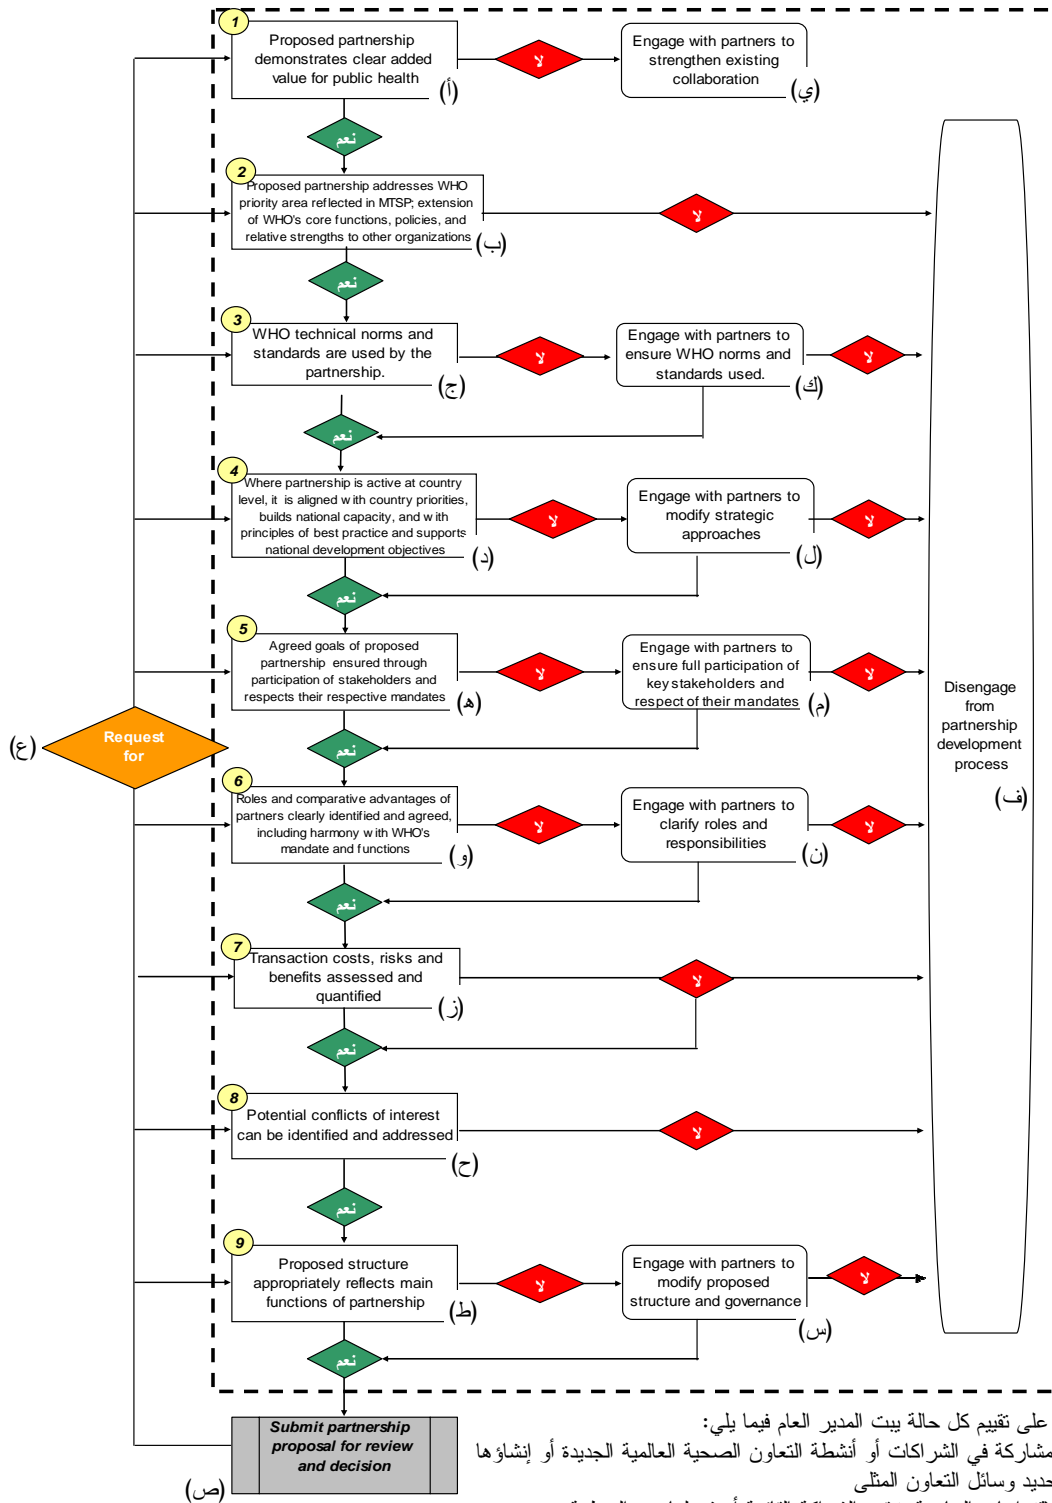 1
Proposed partnership
demonstrates clear added
value for public health
(أ)
لا
Engage with partners to
strengthen existing
collaboration
(ي)
نعم
2
Proposed partnership addresses WHO
priority area reflected in MTSP; extension
of WHO's core functions, policies, and
relative strengths to other organizations
(ب)
لا
نعم
3
WHO technical norms and
standards are used by the
partnership.
(ج)
لا
Engage with partners to
ensure WHO norms and
standards used.
(ك)
لا
نعم
4
Where partnership is active at country
level, it is aligned with country priorities,
builds national capacity, and with
principles of best practice and supports
national development objectives
(د)
لا
Engage with partners to
modify strategic
approaches
(ل)
لا
نعم
5
Agreed goals of proposed
partnership ensured through
participation of stakeholders and
respects their respective mandates
(ه)
لا
Engage with partners to
ensure full participation of
key stakeholders and
respect of their mandates
(م)
لا
Disengage
from
partnership
development
process
(ف)
نعم
Request
for
(ع)
6
Roles and comparative advantages of
partners clearly identified and agreed,
including harmony with WHO's
mandate and functions
(و)
لا
Engage with partners to
clarify roles and
responsibilities
(ن)
لا
نعم
7
Transaction costs, risks and
benefits assessed and
quantified
(ز)
لا
نعم
8
Potential conflicts of interest
can be identified and addressed
(ح)
لا
نعم
9
Proposed structure
appropriately reflects main
functions of partnership
(ط)
لا
Engage with partners to
modify proposed
structure and governance
(س)
لا
نعم
Submit partnership
proposal for review
and decision
(ص)
على تقييم كل حالة يبت المدير العام فيما يلي:
مشاركة في الشراكات أو أنشطة التعاون الصحية العالمية الجديدة أو إنشاؤها
حديد وسائل التعاون المثلى